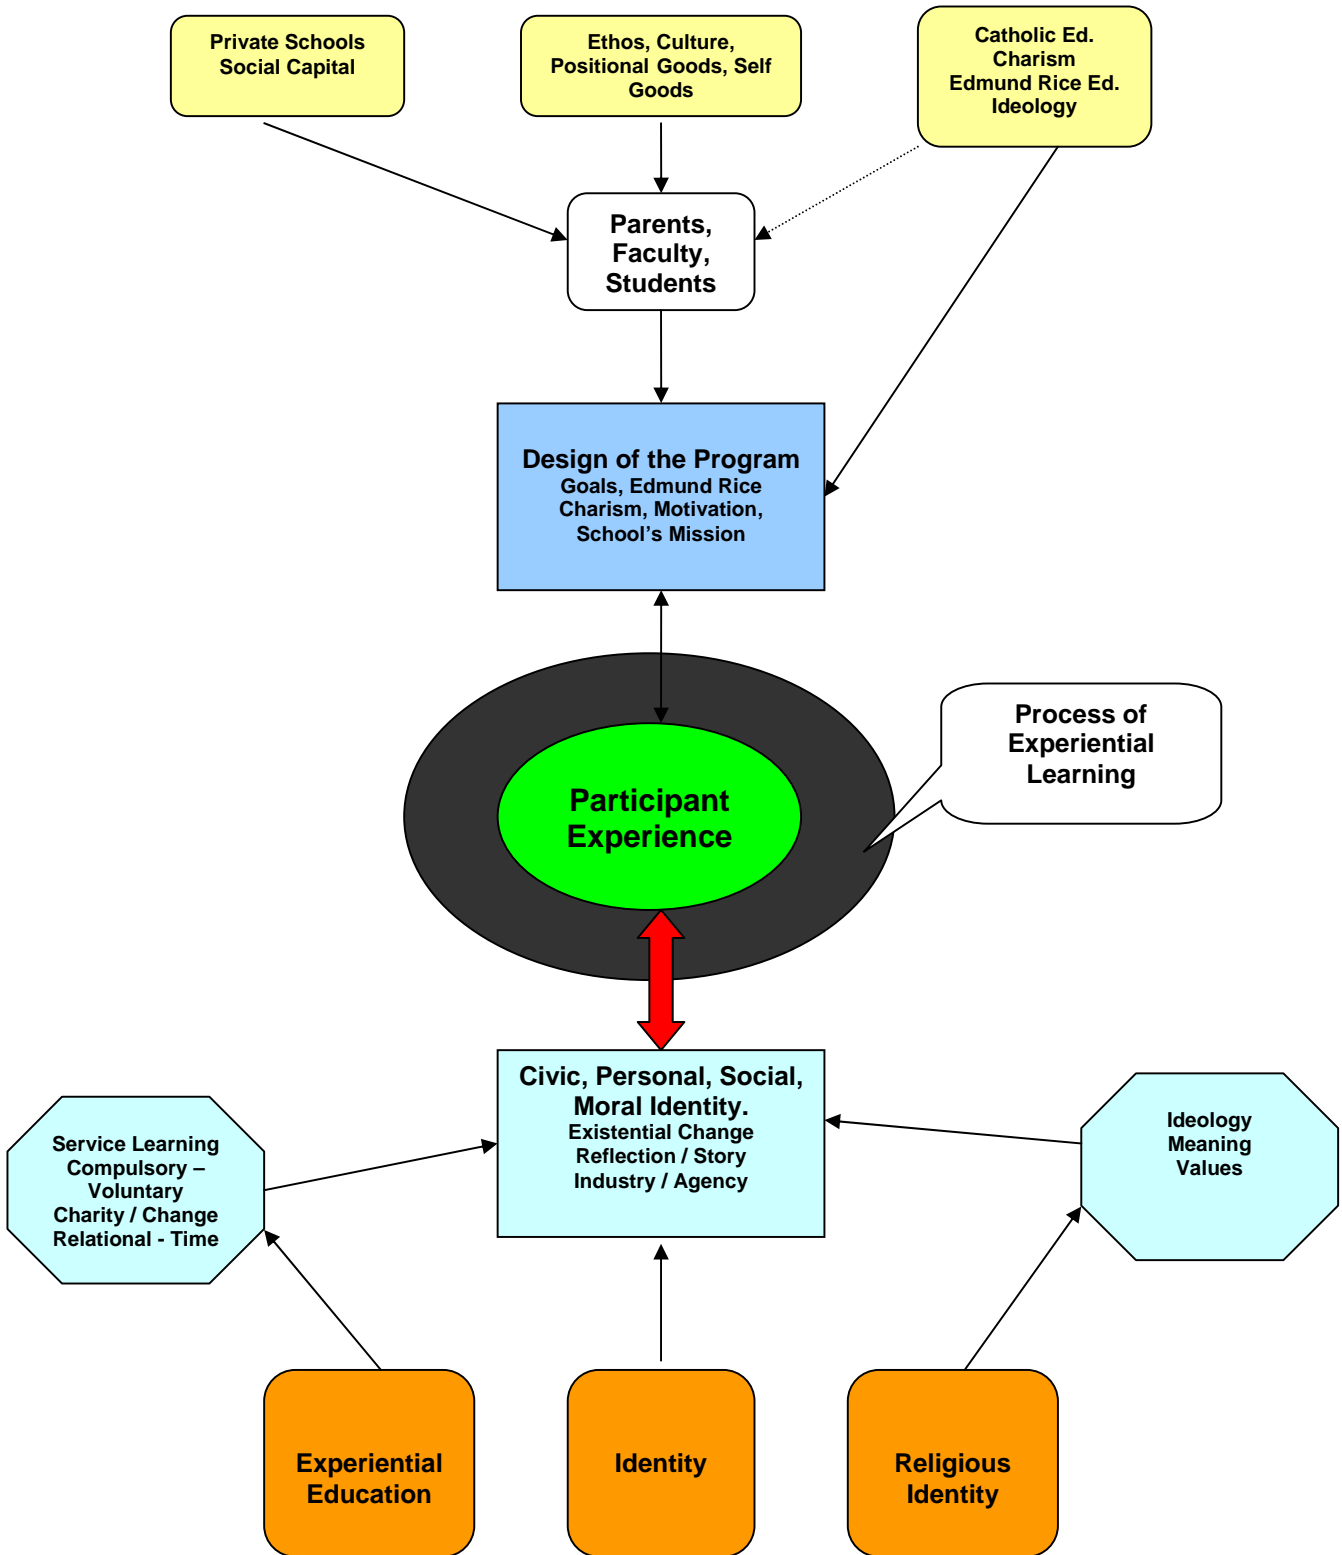 Private Schools
Social Capital
Ethos, Culture,
Positional Goods, Self
Goods
Catholic Ed.
Charism
Edmund Rice Ed.
Ideology
Parents,
Faculty,
Students
Design of the Program
Goals, Edmund Rice
Charism, Motivation,
School’s Mission
Process of
Experiential
Learning
Participant
Experience
Civic, Personal, Social,
Moral Identity.
Existential Change
Reflection / Story
Industry / Agency
Service Learning
Compulsory –
Voluntary
Charity / Change
Relational - Time
Ideology
Meaning
Values
Experiential
Education
Identity
Religious
Identity